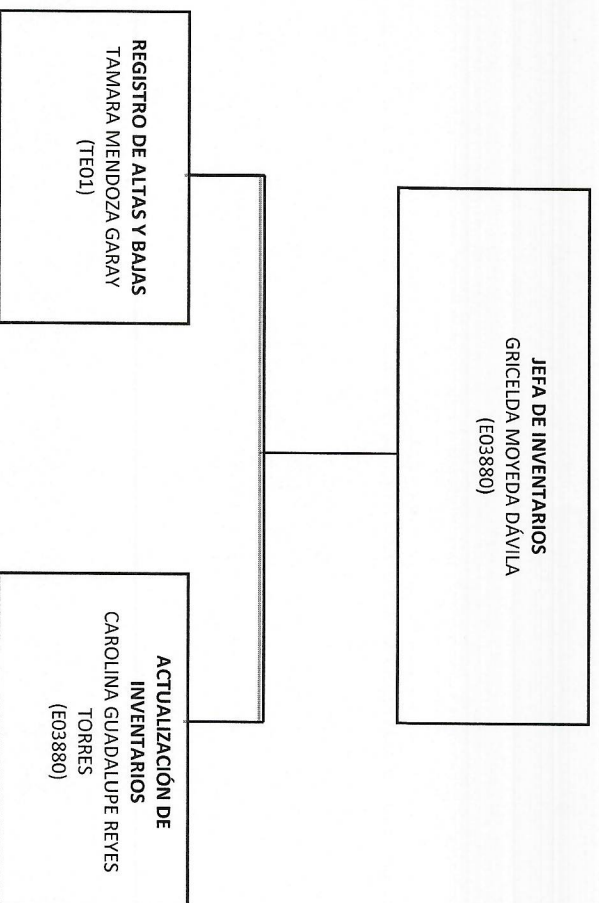 JEFA DE INVENTARIOS
GRICELDA MOYEDA DÁVILA
(E03880)
REGISTRO DE ALTAS Y BAJAS
TAMARA MENDOZA GARAY
(TE01)
ACTUALIZACIÓN DE
INVENTARIOS
CAROLINA GUADALUPE REYES
TORRES
(E03880)